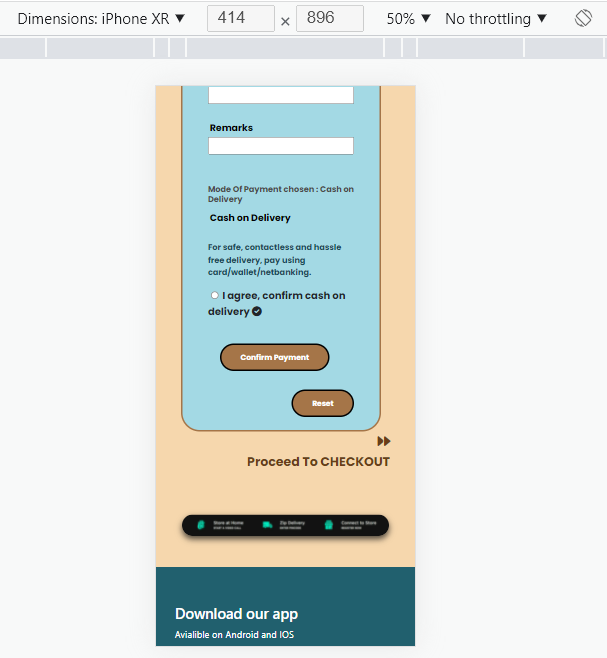 Dimensions: iPhone XR ▼ 414 × 896 50% ▼ No throttling ▼
Remarks
Mode Of Payment chosen : Cash on
Delivery
Cash on Delivery
For safe, contactless and hassle
free delivery, pay using
card/wallet/netbanking.
I agree, confirm cash on
delivery
Confirm Payment
Reset
Proceed To CHECKOUT
Store at Home Zip Delivery Connect to Store
Download our app
Avialible on Android and IOS